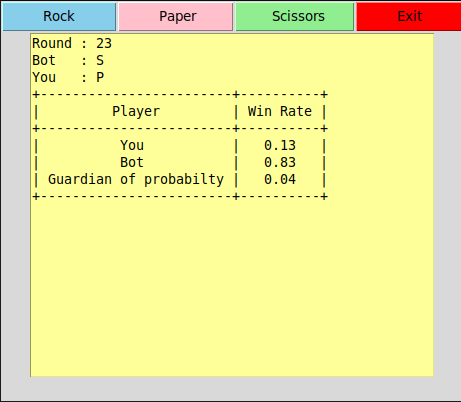 Rock Paper Scissors Exit
Round : 23
Bot   : S
You   : P
+------------------------+----------+
|         Player         | Win Rate |
+------------------------+----------+
|          You           |   0.13   |
|          Bot           |   0.83   |
| Guardian of probabilty |   0.04   |
+------------------------+----------+